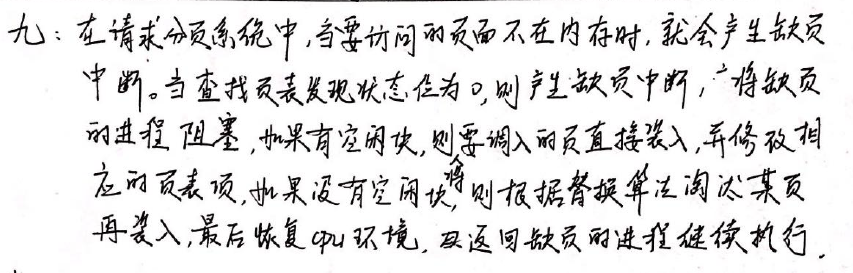 九：在请求分页系统中，当要访问的页面不在内存时，就会产生缺页
中断。当查找页表发现状态位为0，则产生缺页中断，将缺页
的进程阻塞，如果有空闲块，则将要调入的页直接装入，并修改相
应的页表项，如果没有空闲块，则根据替换算法淘汰某页
再装入，最后恢复cpu环境，返回缺页的进程继续执行．